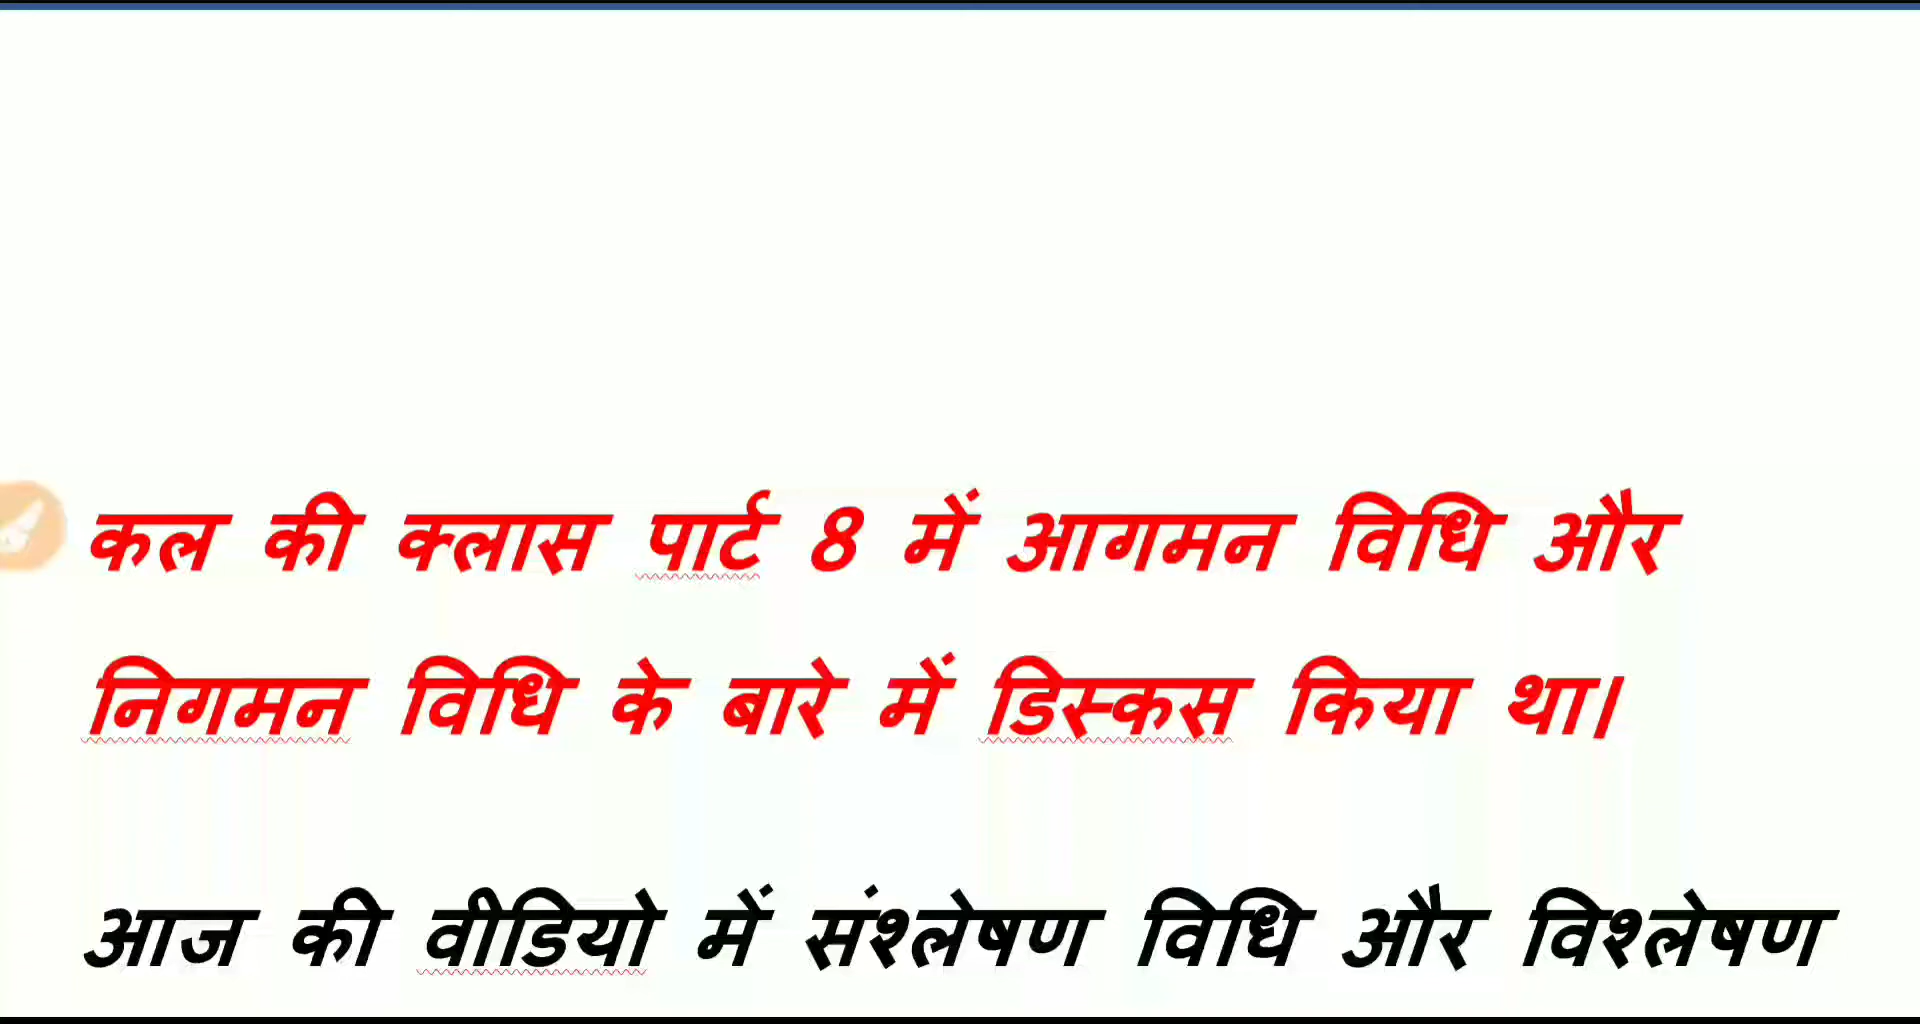 कल की क्लास पार्ट 8 में आगमन विधि और
निगमन विधि के बारे में डिस्कस किया था।
आज की वीडियो में संश्लेषण विधि और विश्लेषण